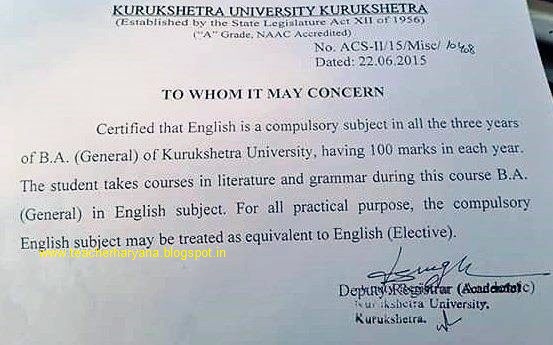 KURUKSHETRA UNIVERSITY KURUKSHETRA
(Established by the State Legislature Act XII of 1956)
("A" Grade, NAAC Accredited)
No. ACS-II/15/Misc/
Dated: 22.06.2015
TO WHOM IT MAY CONCERN
Certified that English is a compulsory subject in all the three years
of B.A. (General) of Kurukshetra University, having 100 marks in each year.
The student takes courses in literature and grammar during this course B.A.
(General) in English subject. For all practical purpose, the compulsory
English subject may be treated as equivalent to English (Elective).
www.teacherharyana.blogspot.in
Deputy Registrar (Academic)
Kurukshetra University,
Kurukshetra.